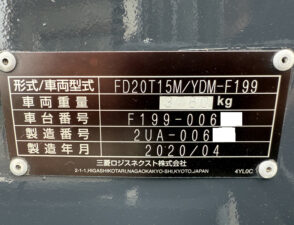 形式/車両型式 FD20T15M/YDM-F199
車両重量 kg
車台番号 F199-006
製造番号 2UA-006
製造年月 2020/04
三菱ロジスネクスト株式会社
2-1-1,HIGASHIKOTARI,NAGAOKAKYO-SHI,KYOTO,JAPAN
4YL0C